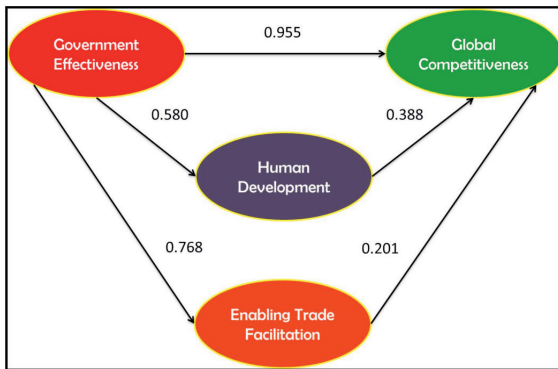 Government
Effectiveness
0.955
Global
Competitiveness
0.580
0.388
Human
Development
0.768
0.201
Enabling Trade
Facilitation